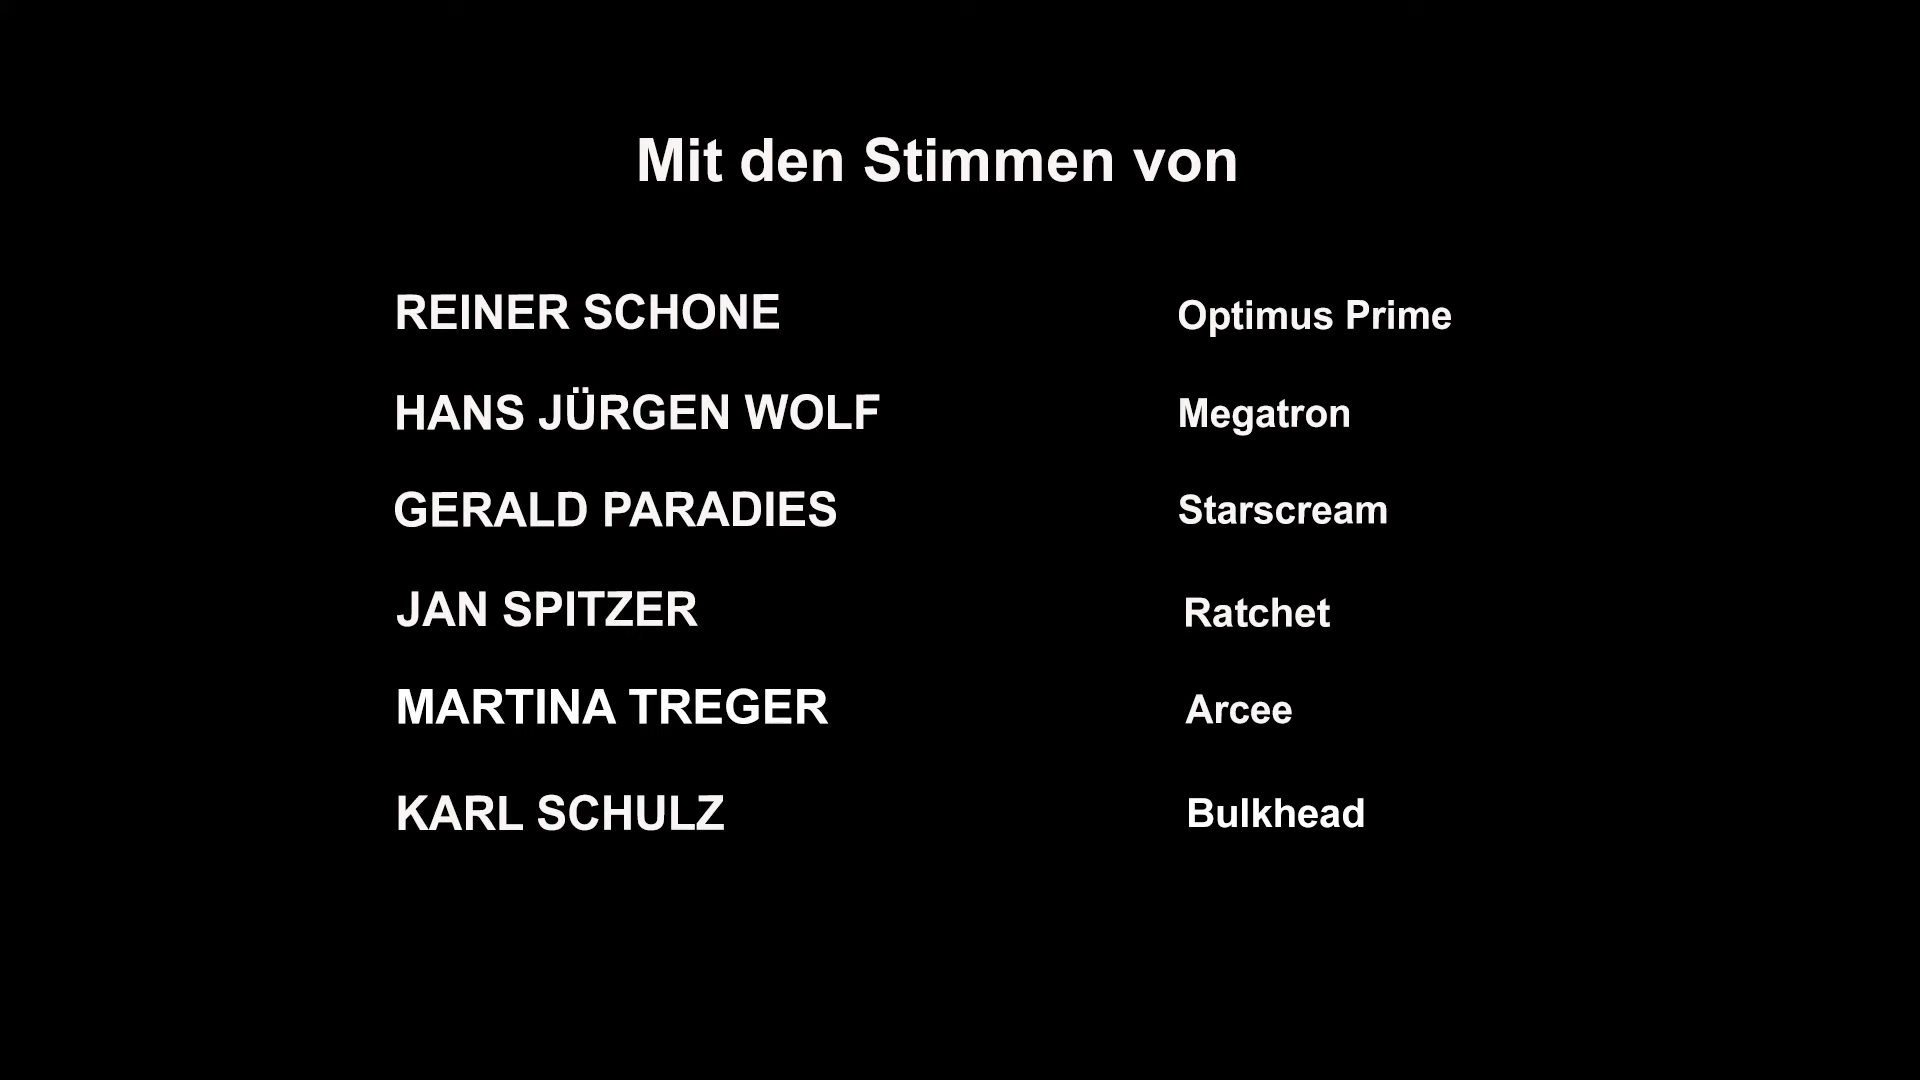 Mit den Stimmen von
REINER SCHONE Optimus Prime
HANS JÜRGEN WOLF Megatron
GERALD PARADIES Starscream
JAN SPITZER Ratchet
MARTINA TREGER Arcee
KARL SCHULZ Bulkhead